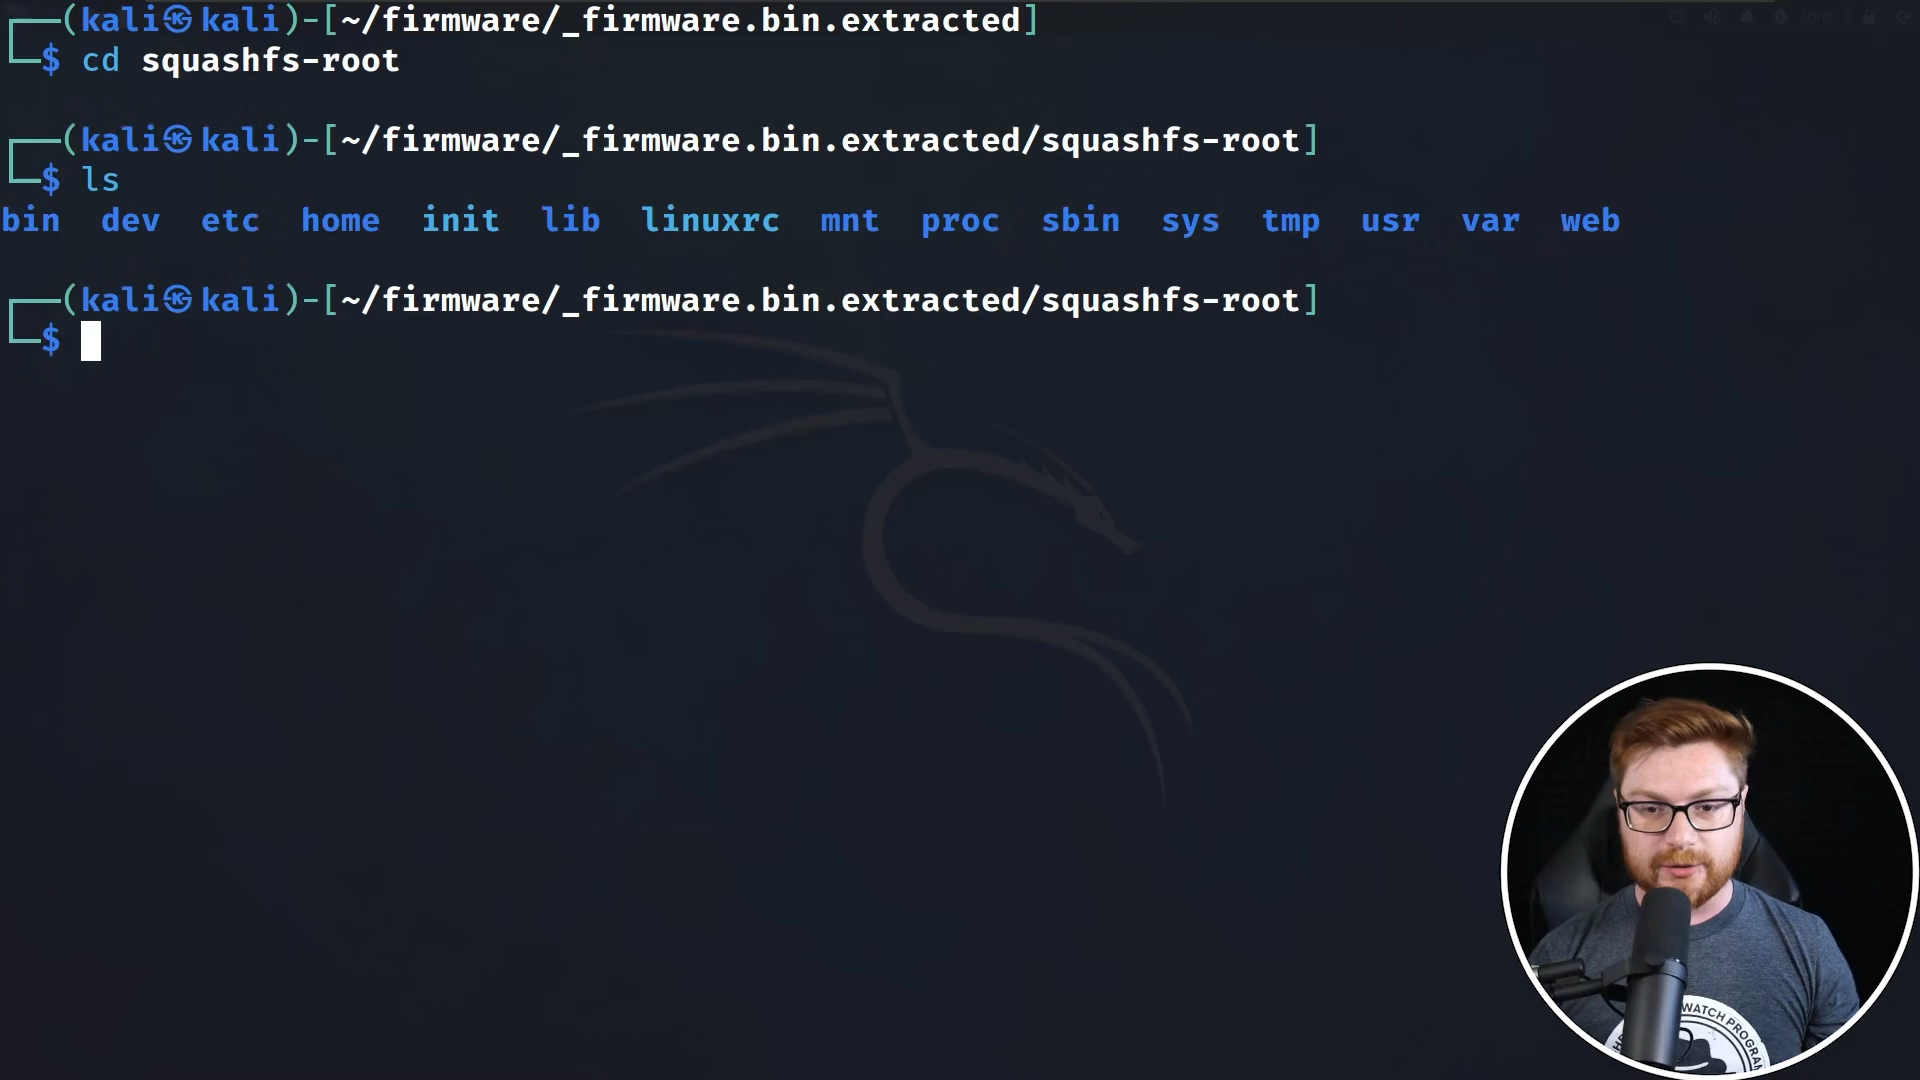 (kali㉿kali)-[~/firmware/_firmware.bin.extracted]
$ cd squashfs-root
(kali㉿kali)-[~/firmware/_firmware.bin.extracted/squashfs-root]
$ ls
bin dev etc home init lib linuxrc mnt proc sbin sys tmp usr var web
(kali㉿kali)-[~/firmware/_firmware.bin.extracted/squashfs-root]
$
WATCH